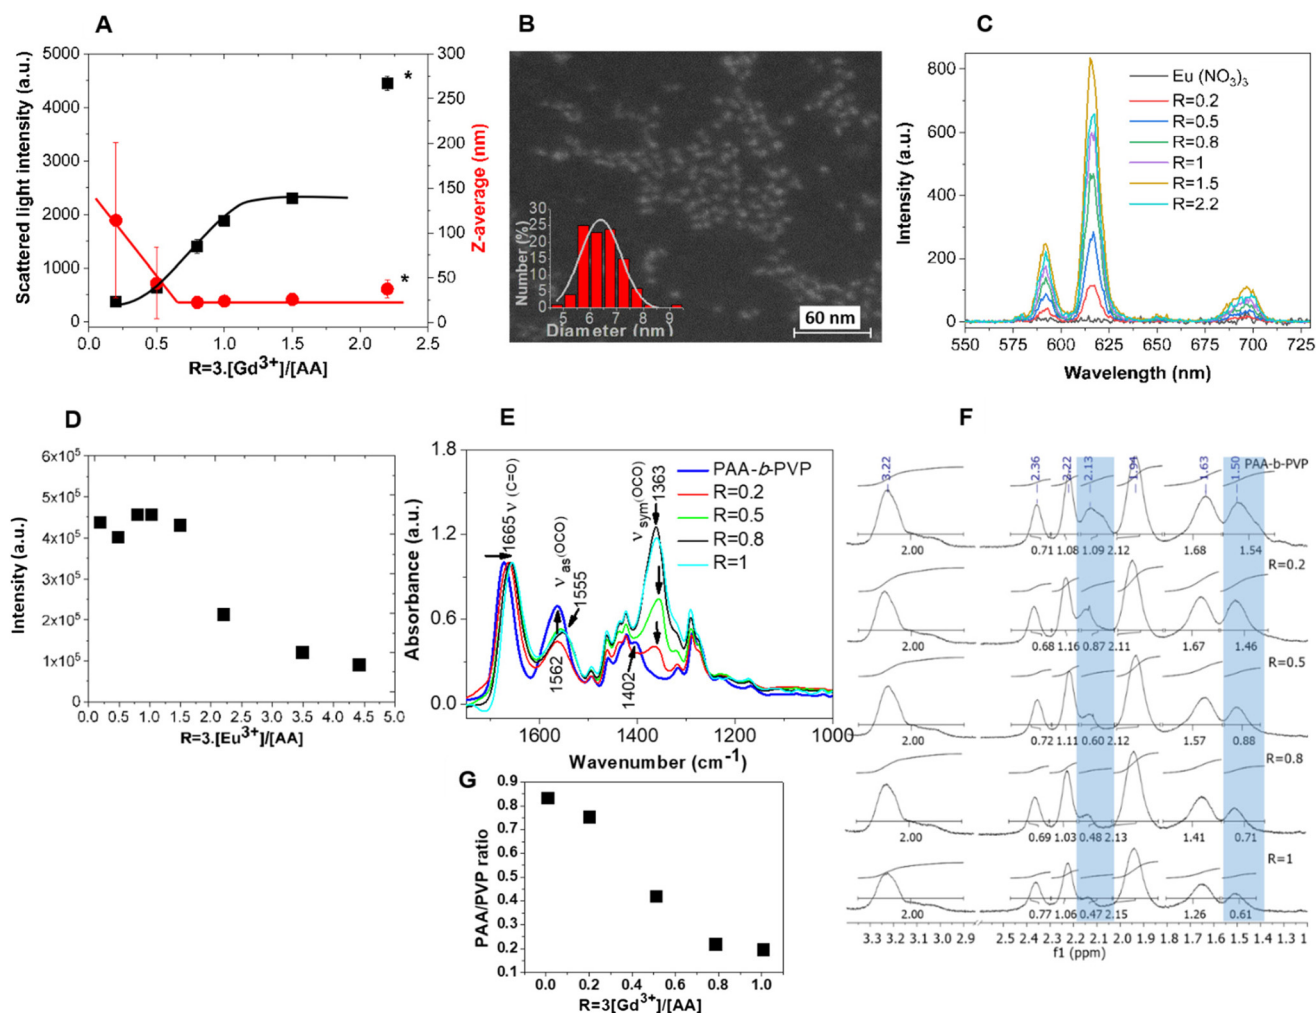 A
Scattered light intensity (a.u.)
5000
4000
3000
2000
1000
0
0.0 0.5 1.0 1.5 2.0 2.5
R=3.[Gd3+]/[AA]
300
250
200
150
100
50
0
Z-average (nm)
*
*
B
Number (%)
30
25
20
15
10
5
0
5 6 7 8 9
Diameter (nm)
60 nm
C
Intensity (a.u.)
800
600
400
200
0
550 575 600 625 650 675 700 725
Wavelength (nm)
Eu (NO3)3
R=0.2
R=0.5
R=0.8
R=1
R=1.5
R=2.2
D
Intensity (a.u.)
6x10⁵
5x10⁵
4x10⁵
3x10⁵
2x10⁵
1x10⁵
0
0.0 0.5 1.0 1.5 2.0 2.5 3.0 3.5 4.0 4.5 5.0
R=3.[Eu3+]/[AA]
E
Absorbance (a.u.)
1.8
1.2
0.6
0.0
1600 1400 1200 1000
Wavenumber (cm-1)
1665 ν (C=O)
νas(OCO)
1555
1562
1402
νsym(OCO)
1363
PAA-b-PVP
R=0.2
R=0.5
R=0.8
R=1
F
3.22 2.36 2.22 2.13 1.94 1.63 1.50
PAA-b-PVP
2.00 0.71 1.08 1.09 2.12 1.68 1.54
R=0.2
2.00 0.68 1.16 0.87 2.11 1.67 1.46
R=0.5
2.00 0.72 1.11 0.60 2.12 1.57 0.88
R=0.8
2.00 0.69 1.03 0.48 2.13 1.41 0.71
R=1
2.00 0.77 1.06 0.47 2.15 1.26 0.61
3.3 3.2 3.1 3.0 2.9 2.5 2.4 2.3 2.2 2.1 2.0 1.9 1.8 1.7 1.6 1.5 1.4 1.3 1
f1 (ppm)
G
PAA/PVP ratio
0.9
0.8
0.7
0.6
0.5
0.4
0.3
0.2
0.1
0.0 0.2 0.4 0.6 0.8 1.0
R=3[Gd3+]/[AA]